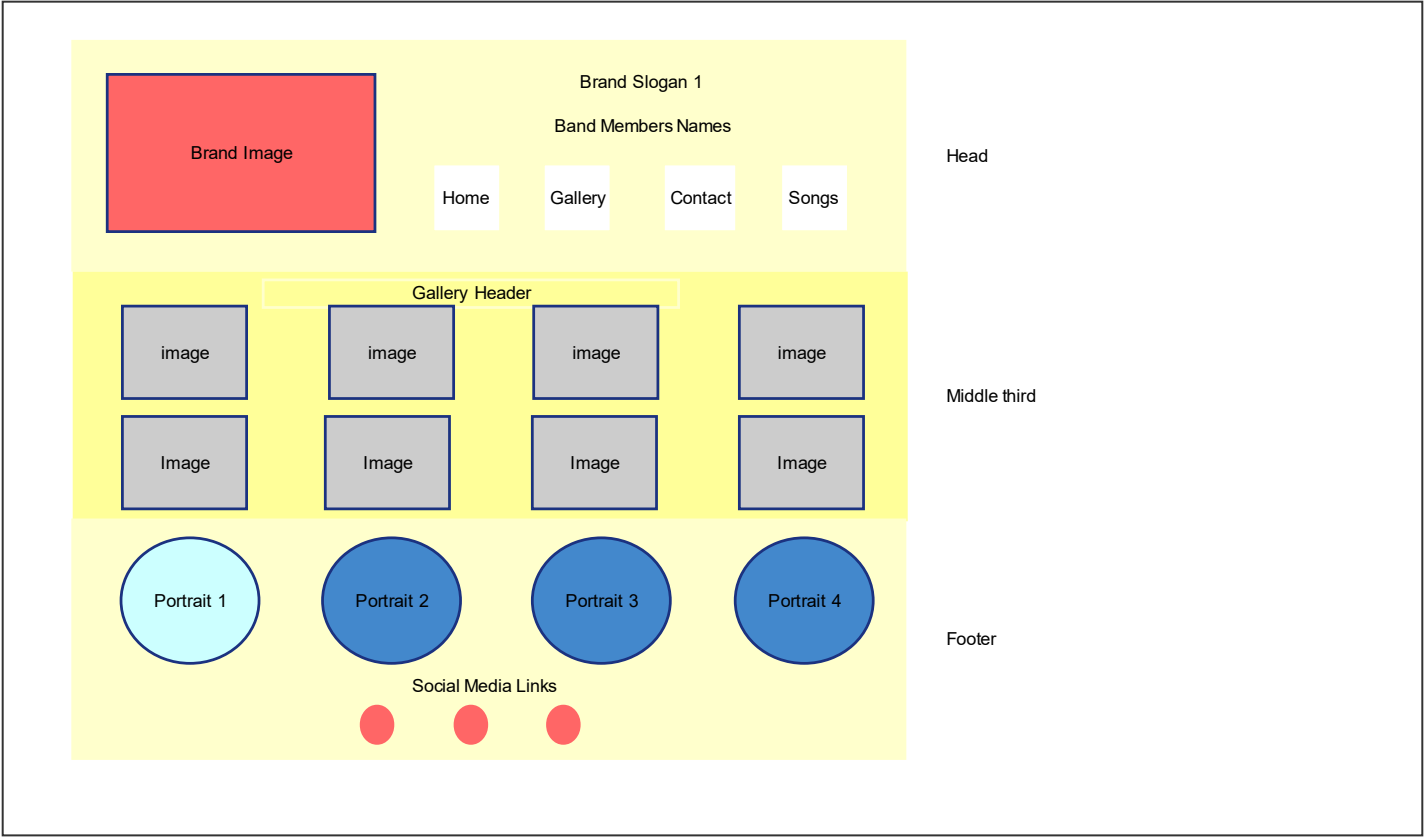 Brand Slogan 1
Band Members Names
Brand Image
Head
Home
Gallery
Contact
Songs
Gallery Header
image
image
image
image
Middle third
Image
Image
Image
Image
Portrait 1
Portrait 2
Portrait 3
Portrait 4
Footer
Social Media Links